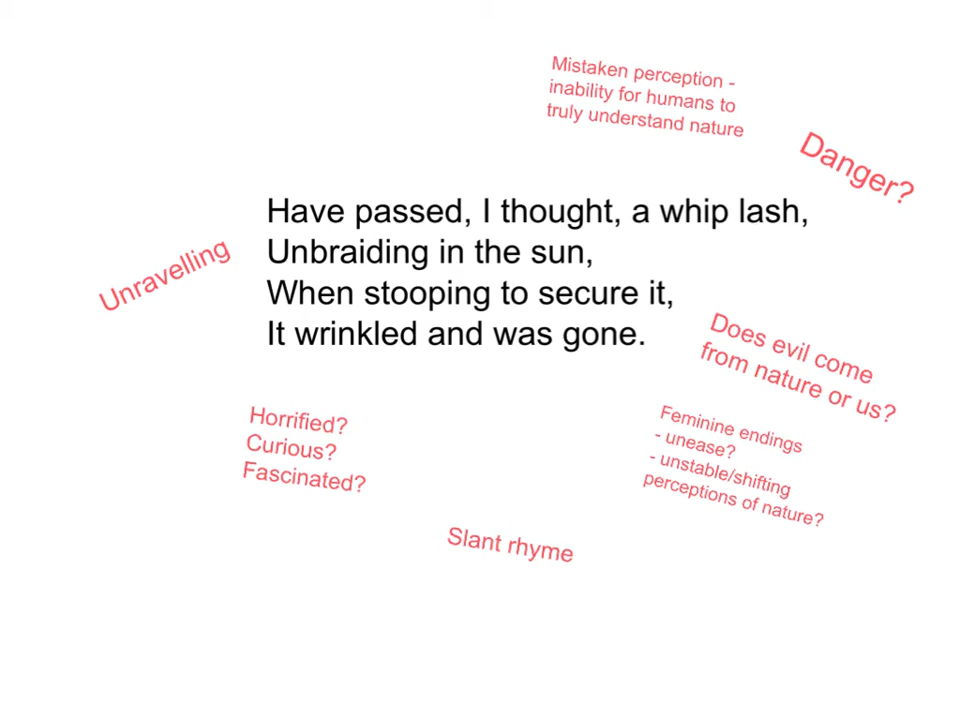 Mistaken perception -
inability for humans to
truly understand nature
Danger?
Have passed, I thought, a whip lash,
Unbraiding in the sun,
When stooping to secure it,
It wrinkled and was gone.
Unravelling
Does evil come
from nature or us?
Horrified?
Curious?
Fascinated?
Feminine endings
- unease?
- unstable/shifting
perceptions of nature?
Slant rhyme